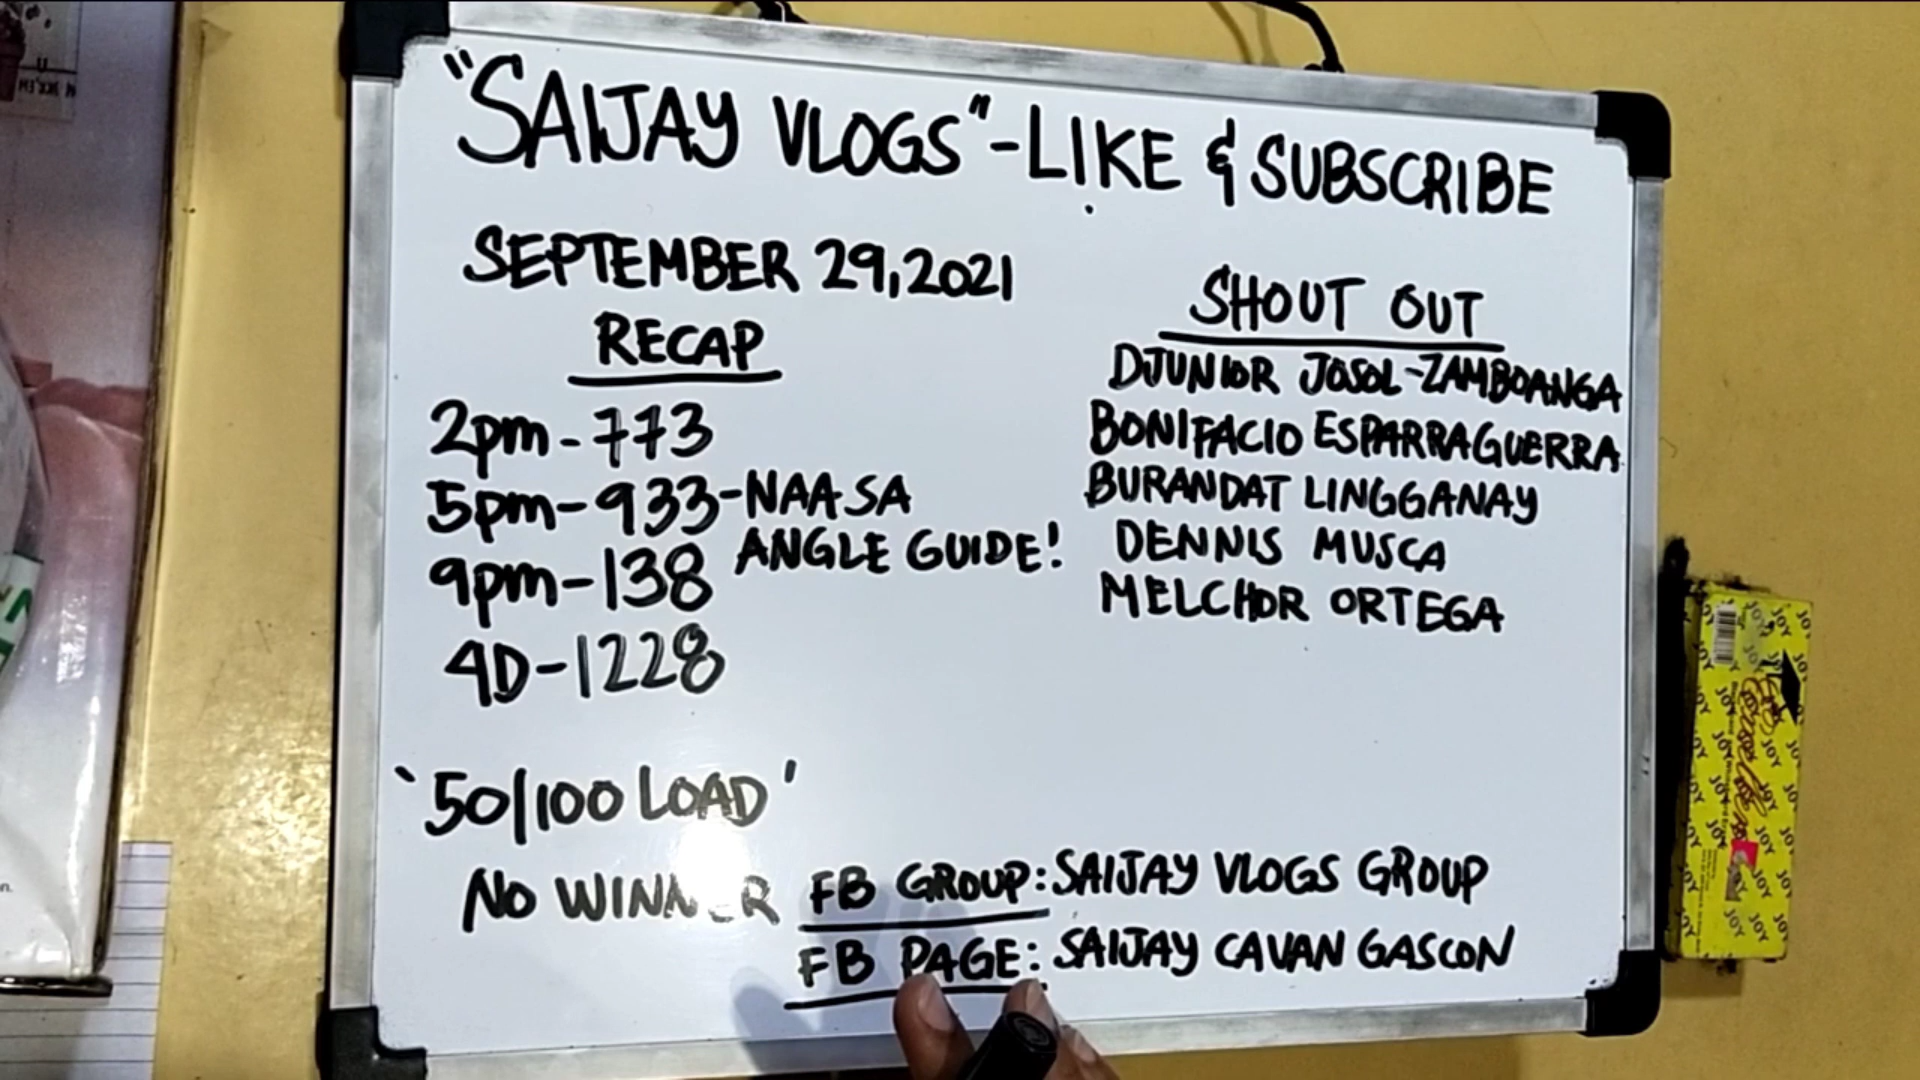 "SAIJAY VLOGS"-LIKE & SUBSCRIBE
SEPTEMBER 29,2021
RECAP
2pm-773
5pm-933-NAA SA
ANGLE GUIDE!
9pm-138
4D-1228
'50/100 LOAD'
NO WINNER
SHOUT OUT
DJUNIOR JOSOL-ZAMBOANGA
BONIFACIO ESPARRAGUERRA
BURANDAT LINGGANAY
DENNIS MUSCA
MELCHOR ORTEGA
FB GROUP: SAIJAY VLOGS GROUP
FB PAGE: SAIJAY CAVAN GASCON
JOY